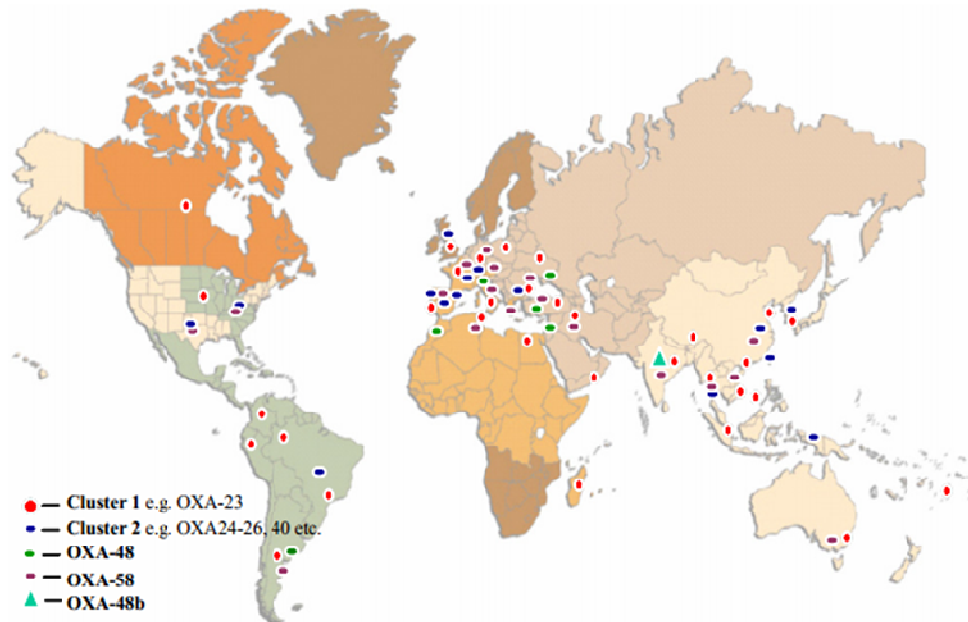 Cluster 1 e.g. OXA-23
Cluster 2 e.g. OXA24-26, 40 etc.
OXA-48
OXA-58
OXA-48b